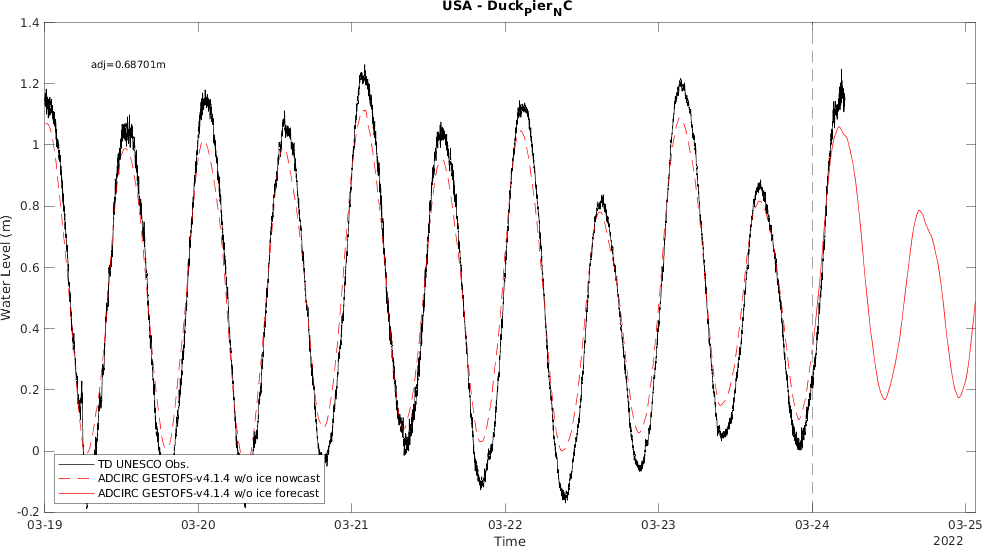 USA - Duck_Pier_NC
adj=0.68701m
1.4
1.2
1
0.8
0.6
0.4
0.2
0
-0.2
Water Level (m)
TD UNESCO Obs.
ADCIRC GESTOFS-v4.1.4 w/o ice nowcast
ADCIRC GESTOFS-v4.1.4 w/o ice forecast
03-19 03-20 03-21 03-22 03-23 03-24 03-25
Time
2022